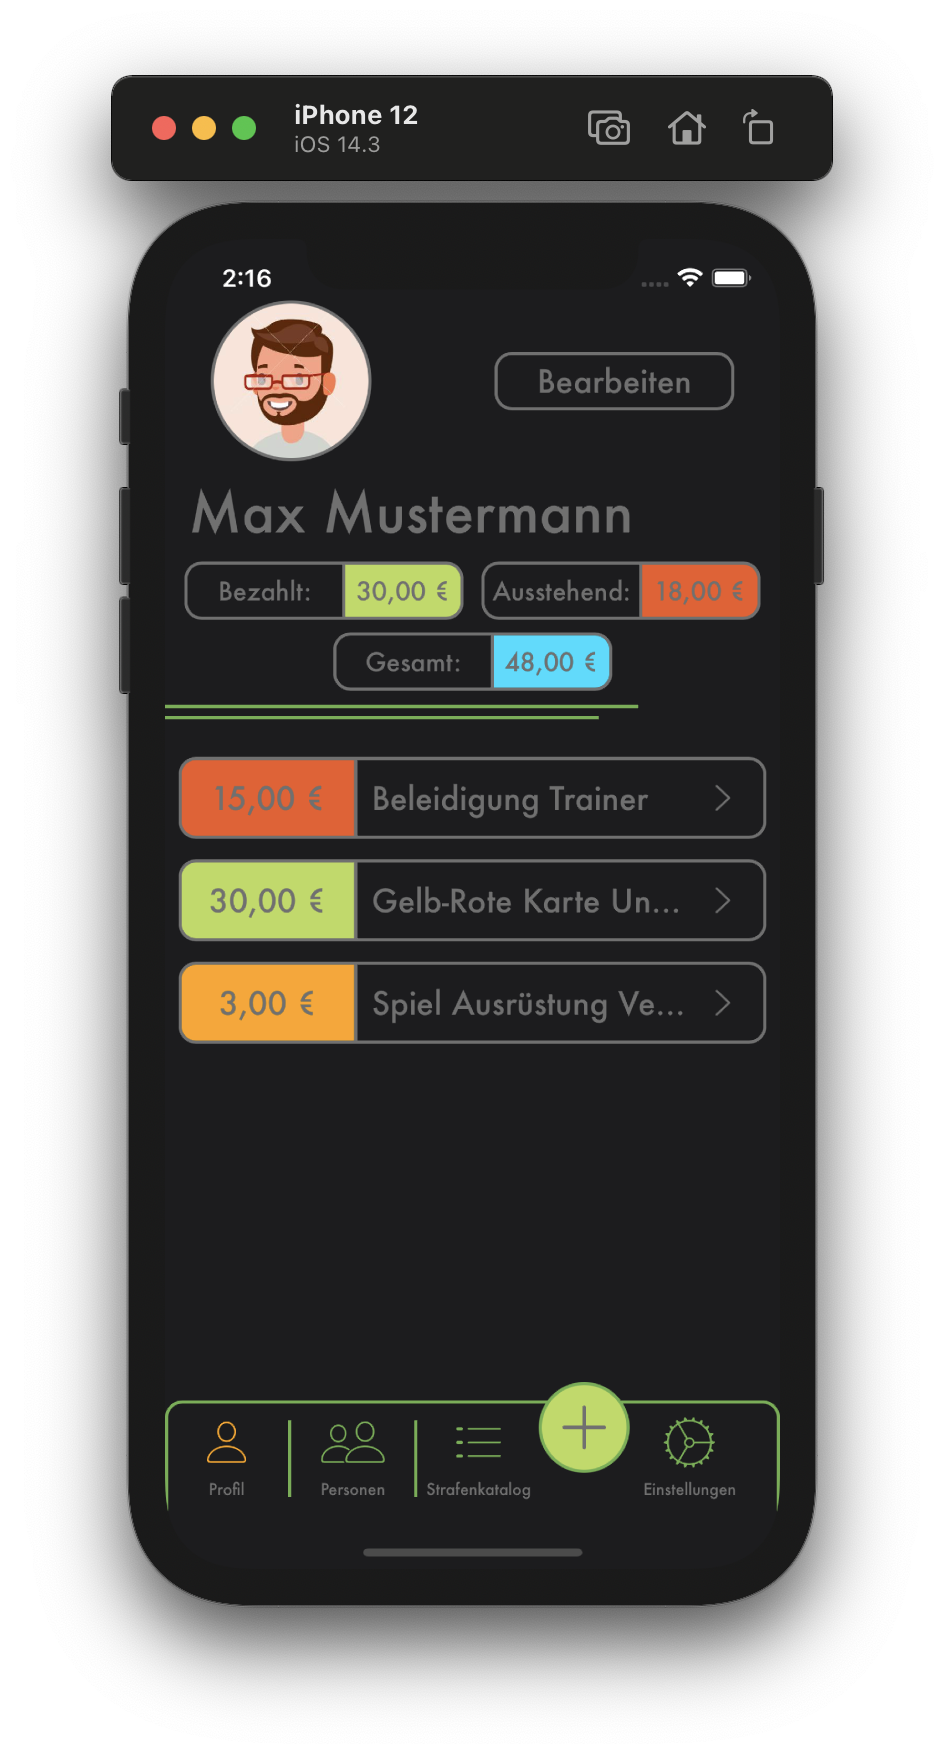 iPhone 12
iOS 14.3
2:16
Bearbeiten
Max Mustermann
Bezahlt: 30,00 € Ausstehend: 18,00 €
Gesamt: 48,00 €
15,00 € Beleidigung Trainer
30,00 € Gelb-Rote Karte Un...
3,00 € Spiel Ausrüstung Ve...
Profil Personen Strafenkatalog Einstellungen